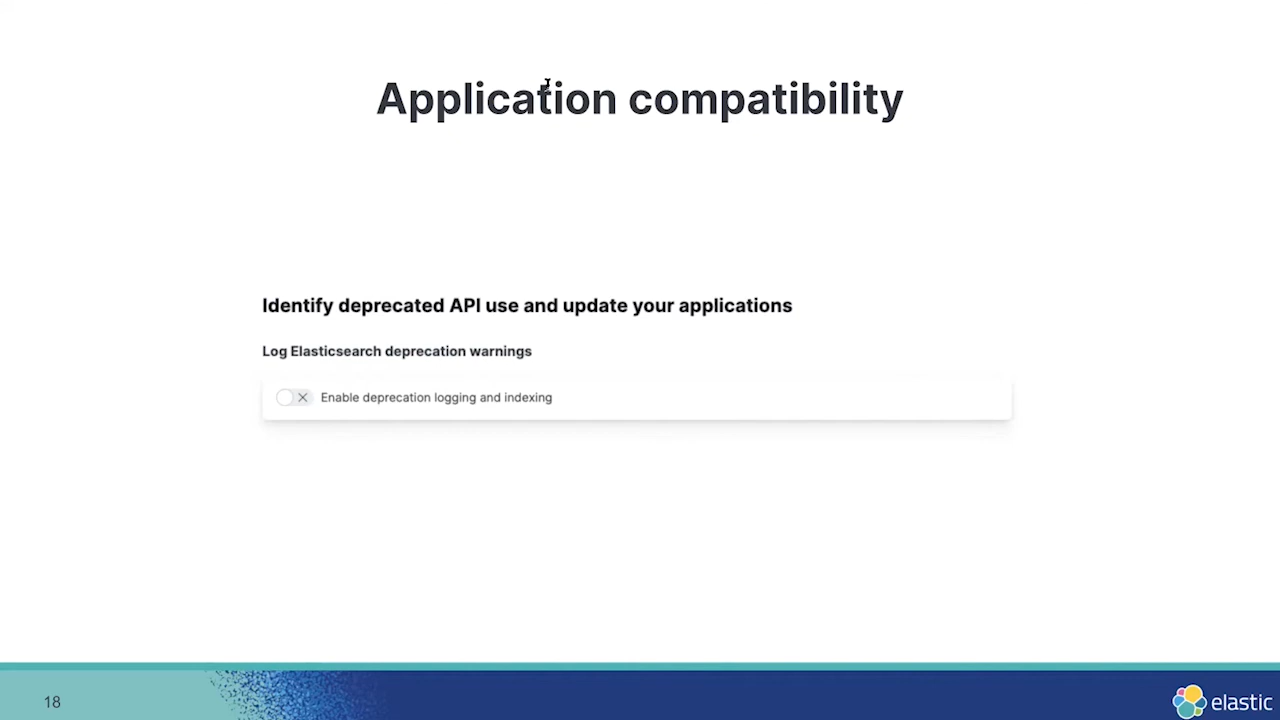 Application compatibility
Identify deprecated API use and update your applications
Log Elasticsearch deprecation warnings
Enable deprecation logging and indexing
18
elastic